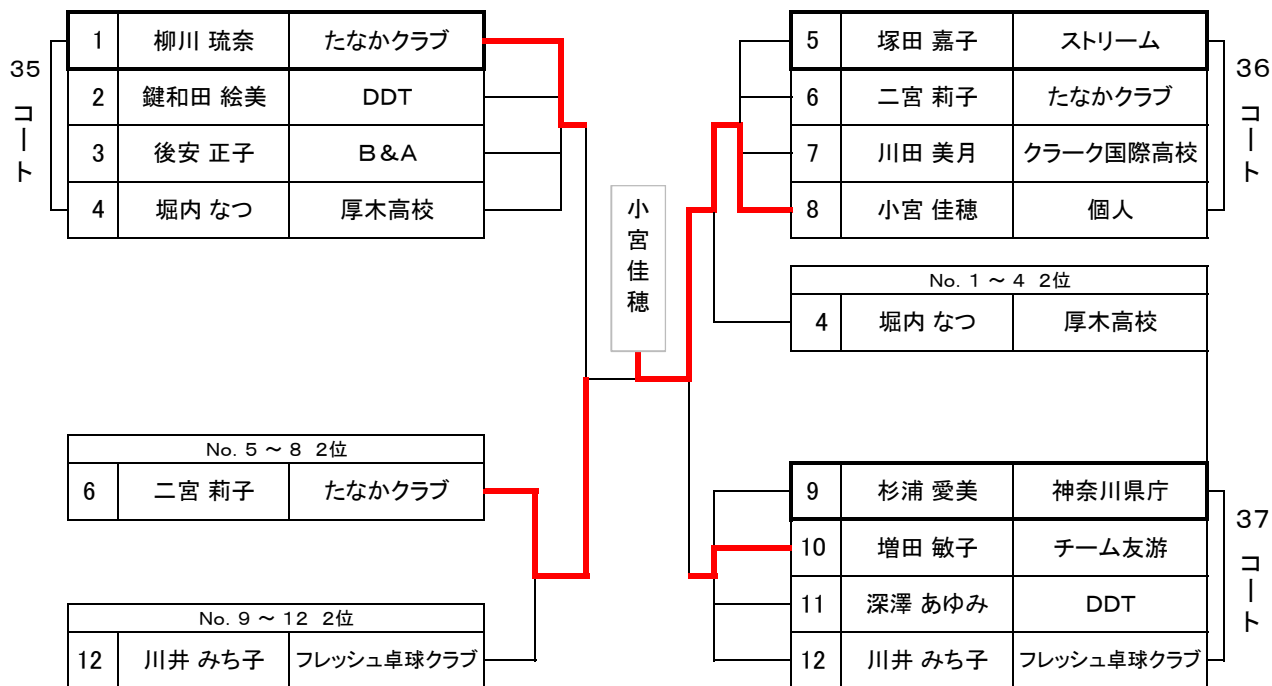 35
コート
1 柳川 琉奈 たなかクラブ
2 鍵和田 絵美 DDT
3 後安 正子 B&A
4 堀内 なつ 厚木高校
No. 5 ～ 8 2位
6 二宮 莉子 たなかクラブ
No. 9 ～ 12 2位
12 川井 みち子 フレッシュ卓球クラブ
小宮佳穂
5 塚田 嘉子 ストリーム
6 二宮 莉子 たなかクラブ
7 川田 美月 クラーク国際高校
8 小宮 佳穂 個人
36
コート
No. 1 ～ 4 2位
4 堀内 なつ 厚木高校
9 杉浦 愛美 神奈川県庁
10 増田 敏子 チーム友游
11 深澤 あゆみ DDT
12 川井 みち子 フレッシュ卓球クラブ
37
コート